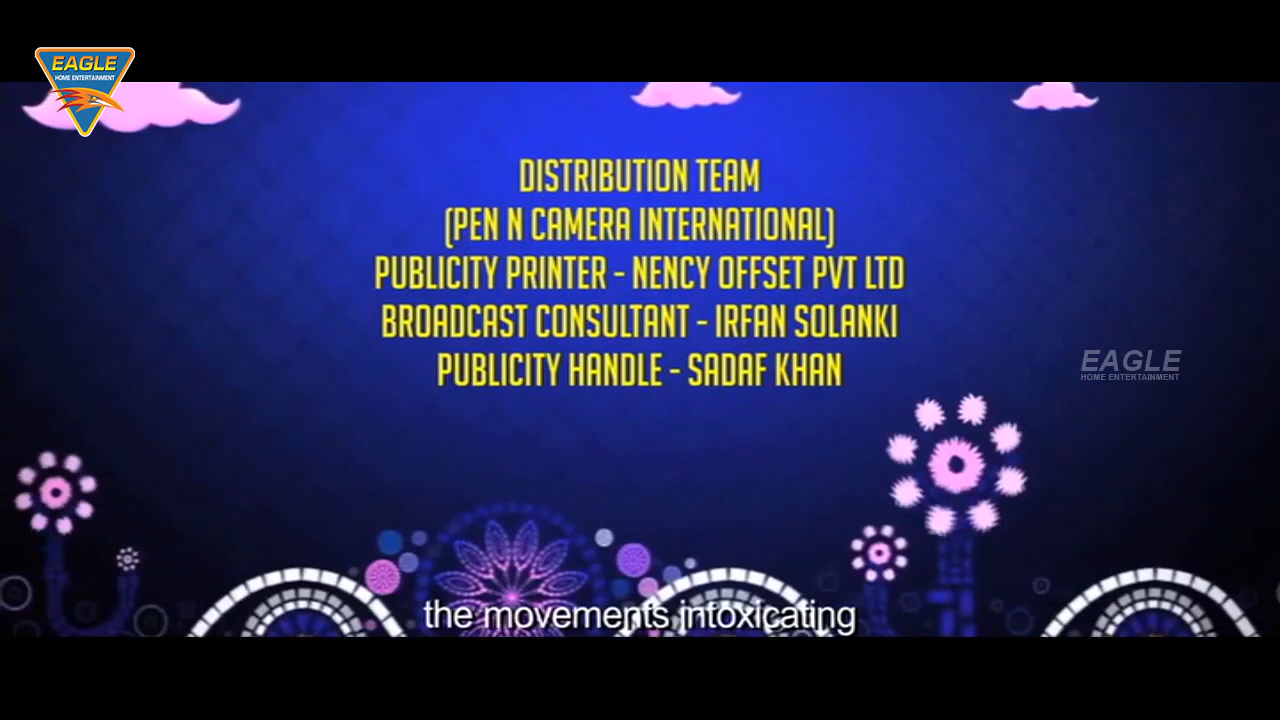 EAGLE
HOME ENTERTAINMENT
DISTRIBUTION TEAM
(PEN N CAMERA INTERNATIONAL)
PUBLICITY PRINTER - NENCY OFFSET PVT LTD
BROADCAST CONSULTANT - IRFAN SOLANKI
PUBLICITY HANDLE - SADAF KHAN
EAGLE
HOME ENTERTAINMENT
the movements intoxicating